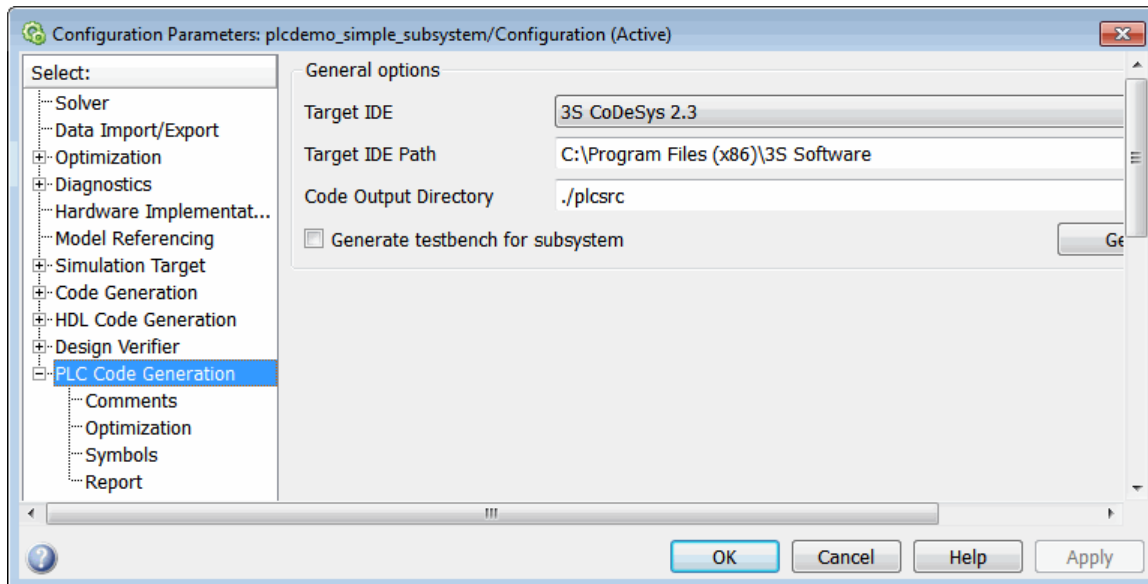 Configuration Parameters: plcdemo_simple_subsystem/Configuration (Active)
Select:
Solver
Data Import/Export
Optimization
Diagnostics
Hardware Implementat...
Model Referencing
Simulation Target
Code Generation
HDL Code Generation
Design Verifier
PLC Code Generation
Comments
Optimization
Symbols
Report
General options
Target IDE 3S CoDeSys 2.3
Target IDE Path C:\Program Files (x86)\3S Software
Code Output Directory ./plcsrc
Generate testbench for subsystem Ge
OK Cancel Help Apply